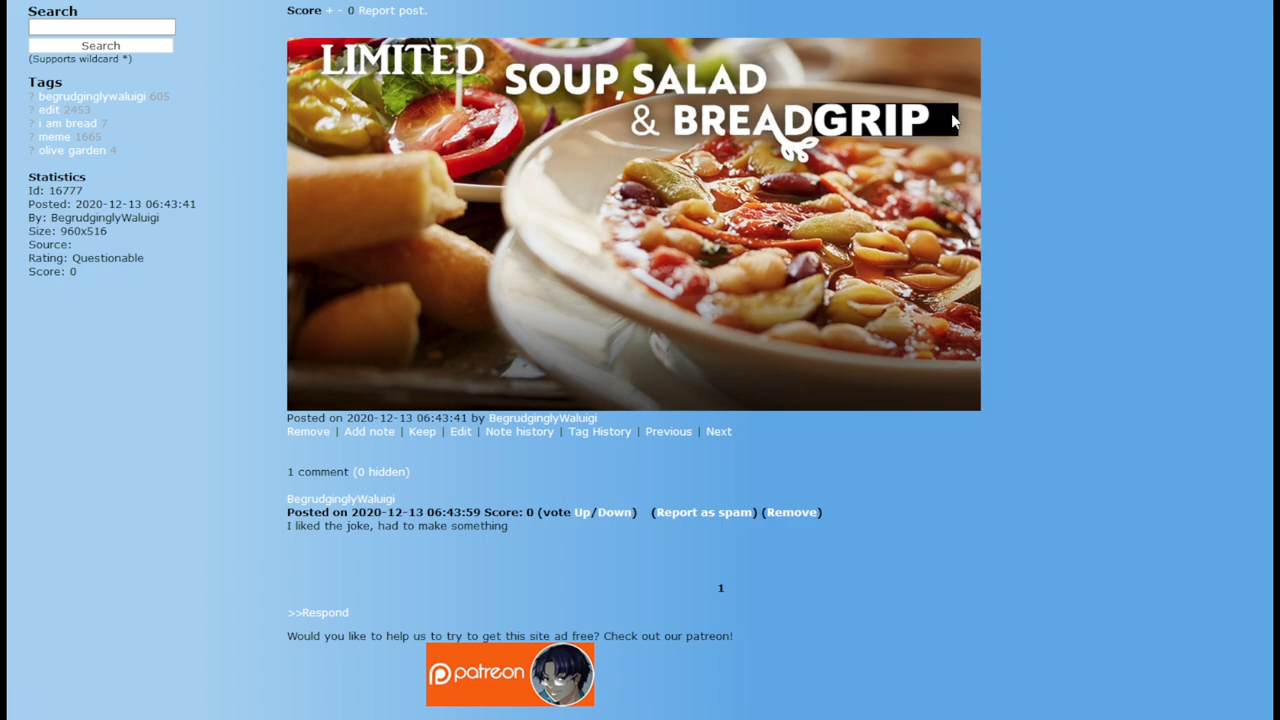 Search
Search
(Supports wildcard *)
Tags
? begrudginglywaluigi 605
? edit 2453
? i am bread 7
? meme 1665
? olive garden 4
Statistics
Id: 16777
Posted: 2020-12-13 06:43:41
By: BegrudginglyWaluigi
Size: 960x516
Source:
Rating: Questionable
Score: 0
Score + - 0 Report post.
LIMITED
SOUP, SALAD
& BREADGRIP
Posted on 2020-12-13 06:43:41 by BegrudginglyWaluigi
Remove | Add note | Keep | Edit | Note history | Tag History | Previous | Next
1 comment (0 hidden)
BegrudginglyWaluigi
Posted on 2020-12-13 06:43:59 Score: 0 (vote Up/Down) (Report as spam) (Remove)
I liked the joke, had to make something
1
>>Respond
Would you like to help us to try to get this site ad free? Check out our patreon!
patreon